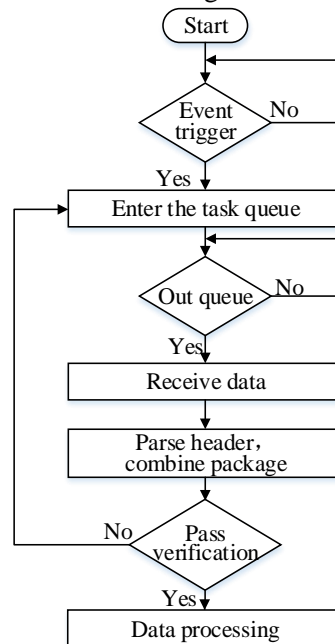 Start
Event
trigger
No
Yes
Enter the task queue
Out queue
No
Yes
Receive data
Parse header，
combine package
No
Pass
verification
Yes
Data processing